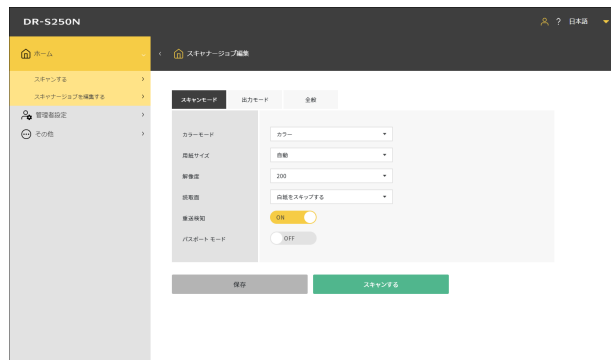 DR-S250N
? 日本語
ホーム
スキャナージョブ編集
スキャンする
スキャナージョブを編集する
管理者設定
その他
スキャンモード 出力モード 全般
カラーモード カラー
用紙サイズ 自動
解像度 200
読取面 白紙をスキップする
重送検知 ON
パスポート モード OFF
保存 スキャンする